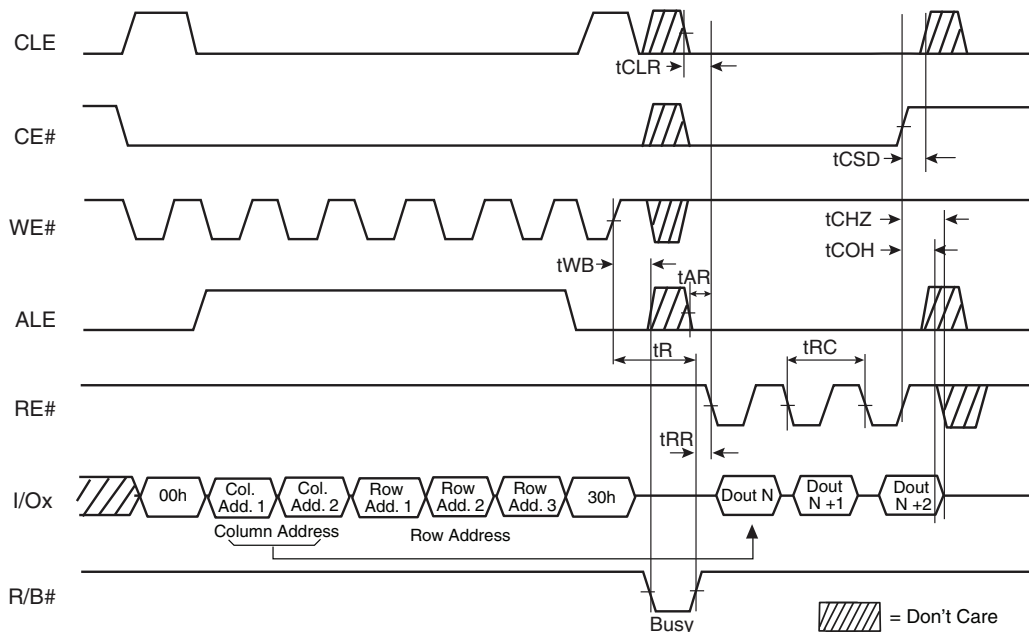 CLE
tCLR
CE#
tCSD
WE#
tCHZ
tCOH
tWB
tAR
ALE
tR
tRC
RE#
tRR
I/Ox
00h
Col. Add. 1
Col. Add. 2
Row Add. 1
Row Add. 2
Row Add. 3
30h
Dout N
Dout N +1
Dout N +2
Column Address
Row Address
R/B#
Busy
= Don't Care